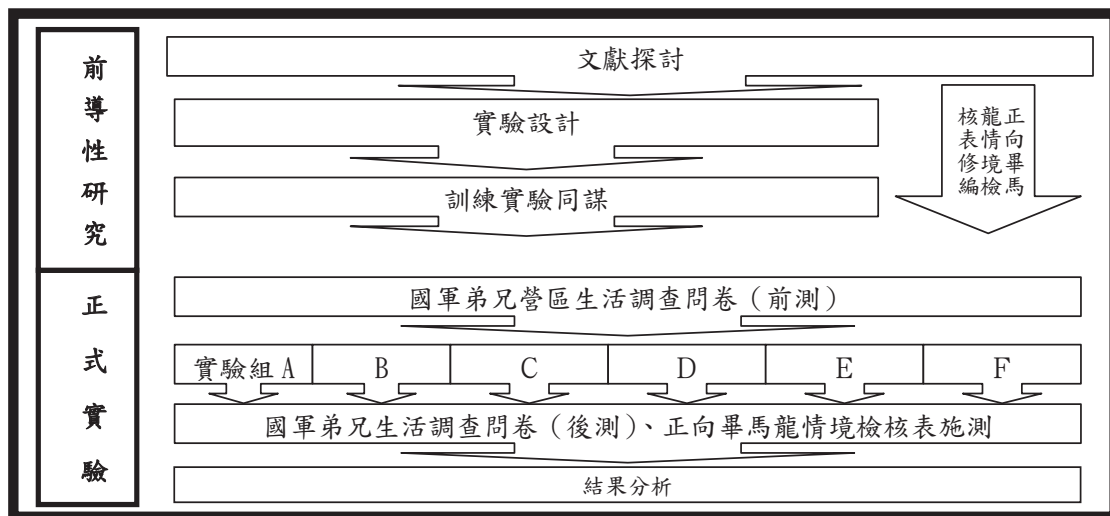 前導性研究
文獻探討
實驗設計
訓練實驗同謀
正向畢馬
龍情境檢
核表修編
正式實驗
國軍弟兄營區生活調查問卷（前測）
實驗組 A
B
C
D
E
F
國軍弟兄生活調查問卷（後測）、正向畢馬龍情境檢核表施測
結果分析